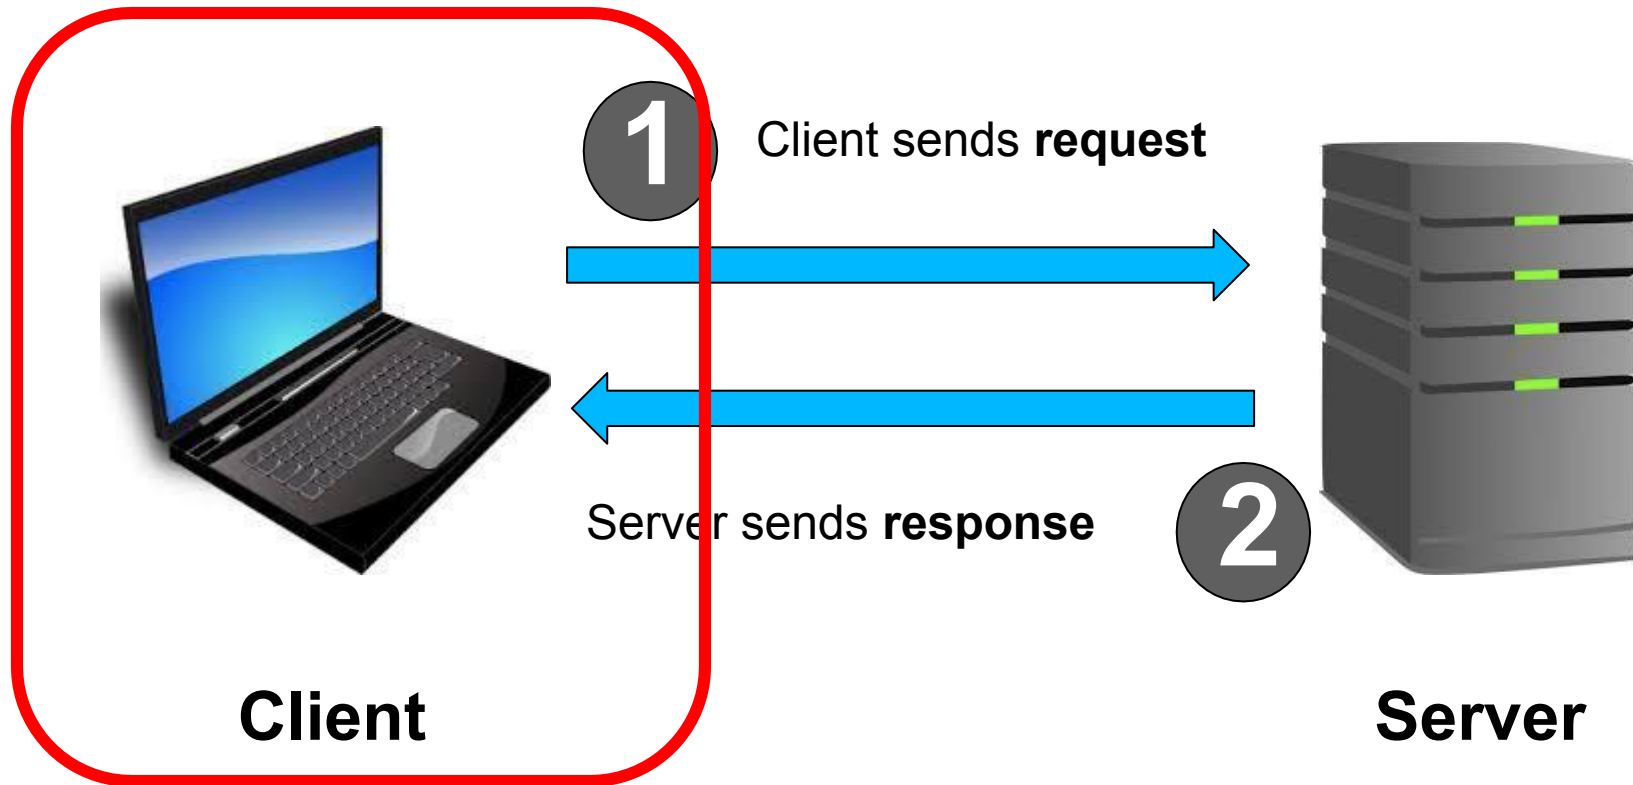 1
Client sends request
Server sends response
2
Client
Server